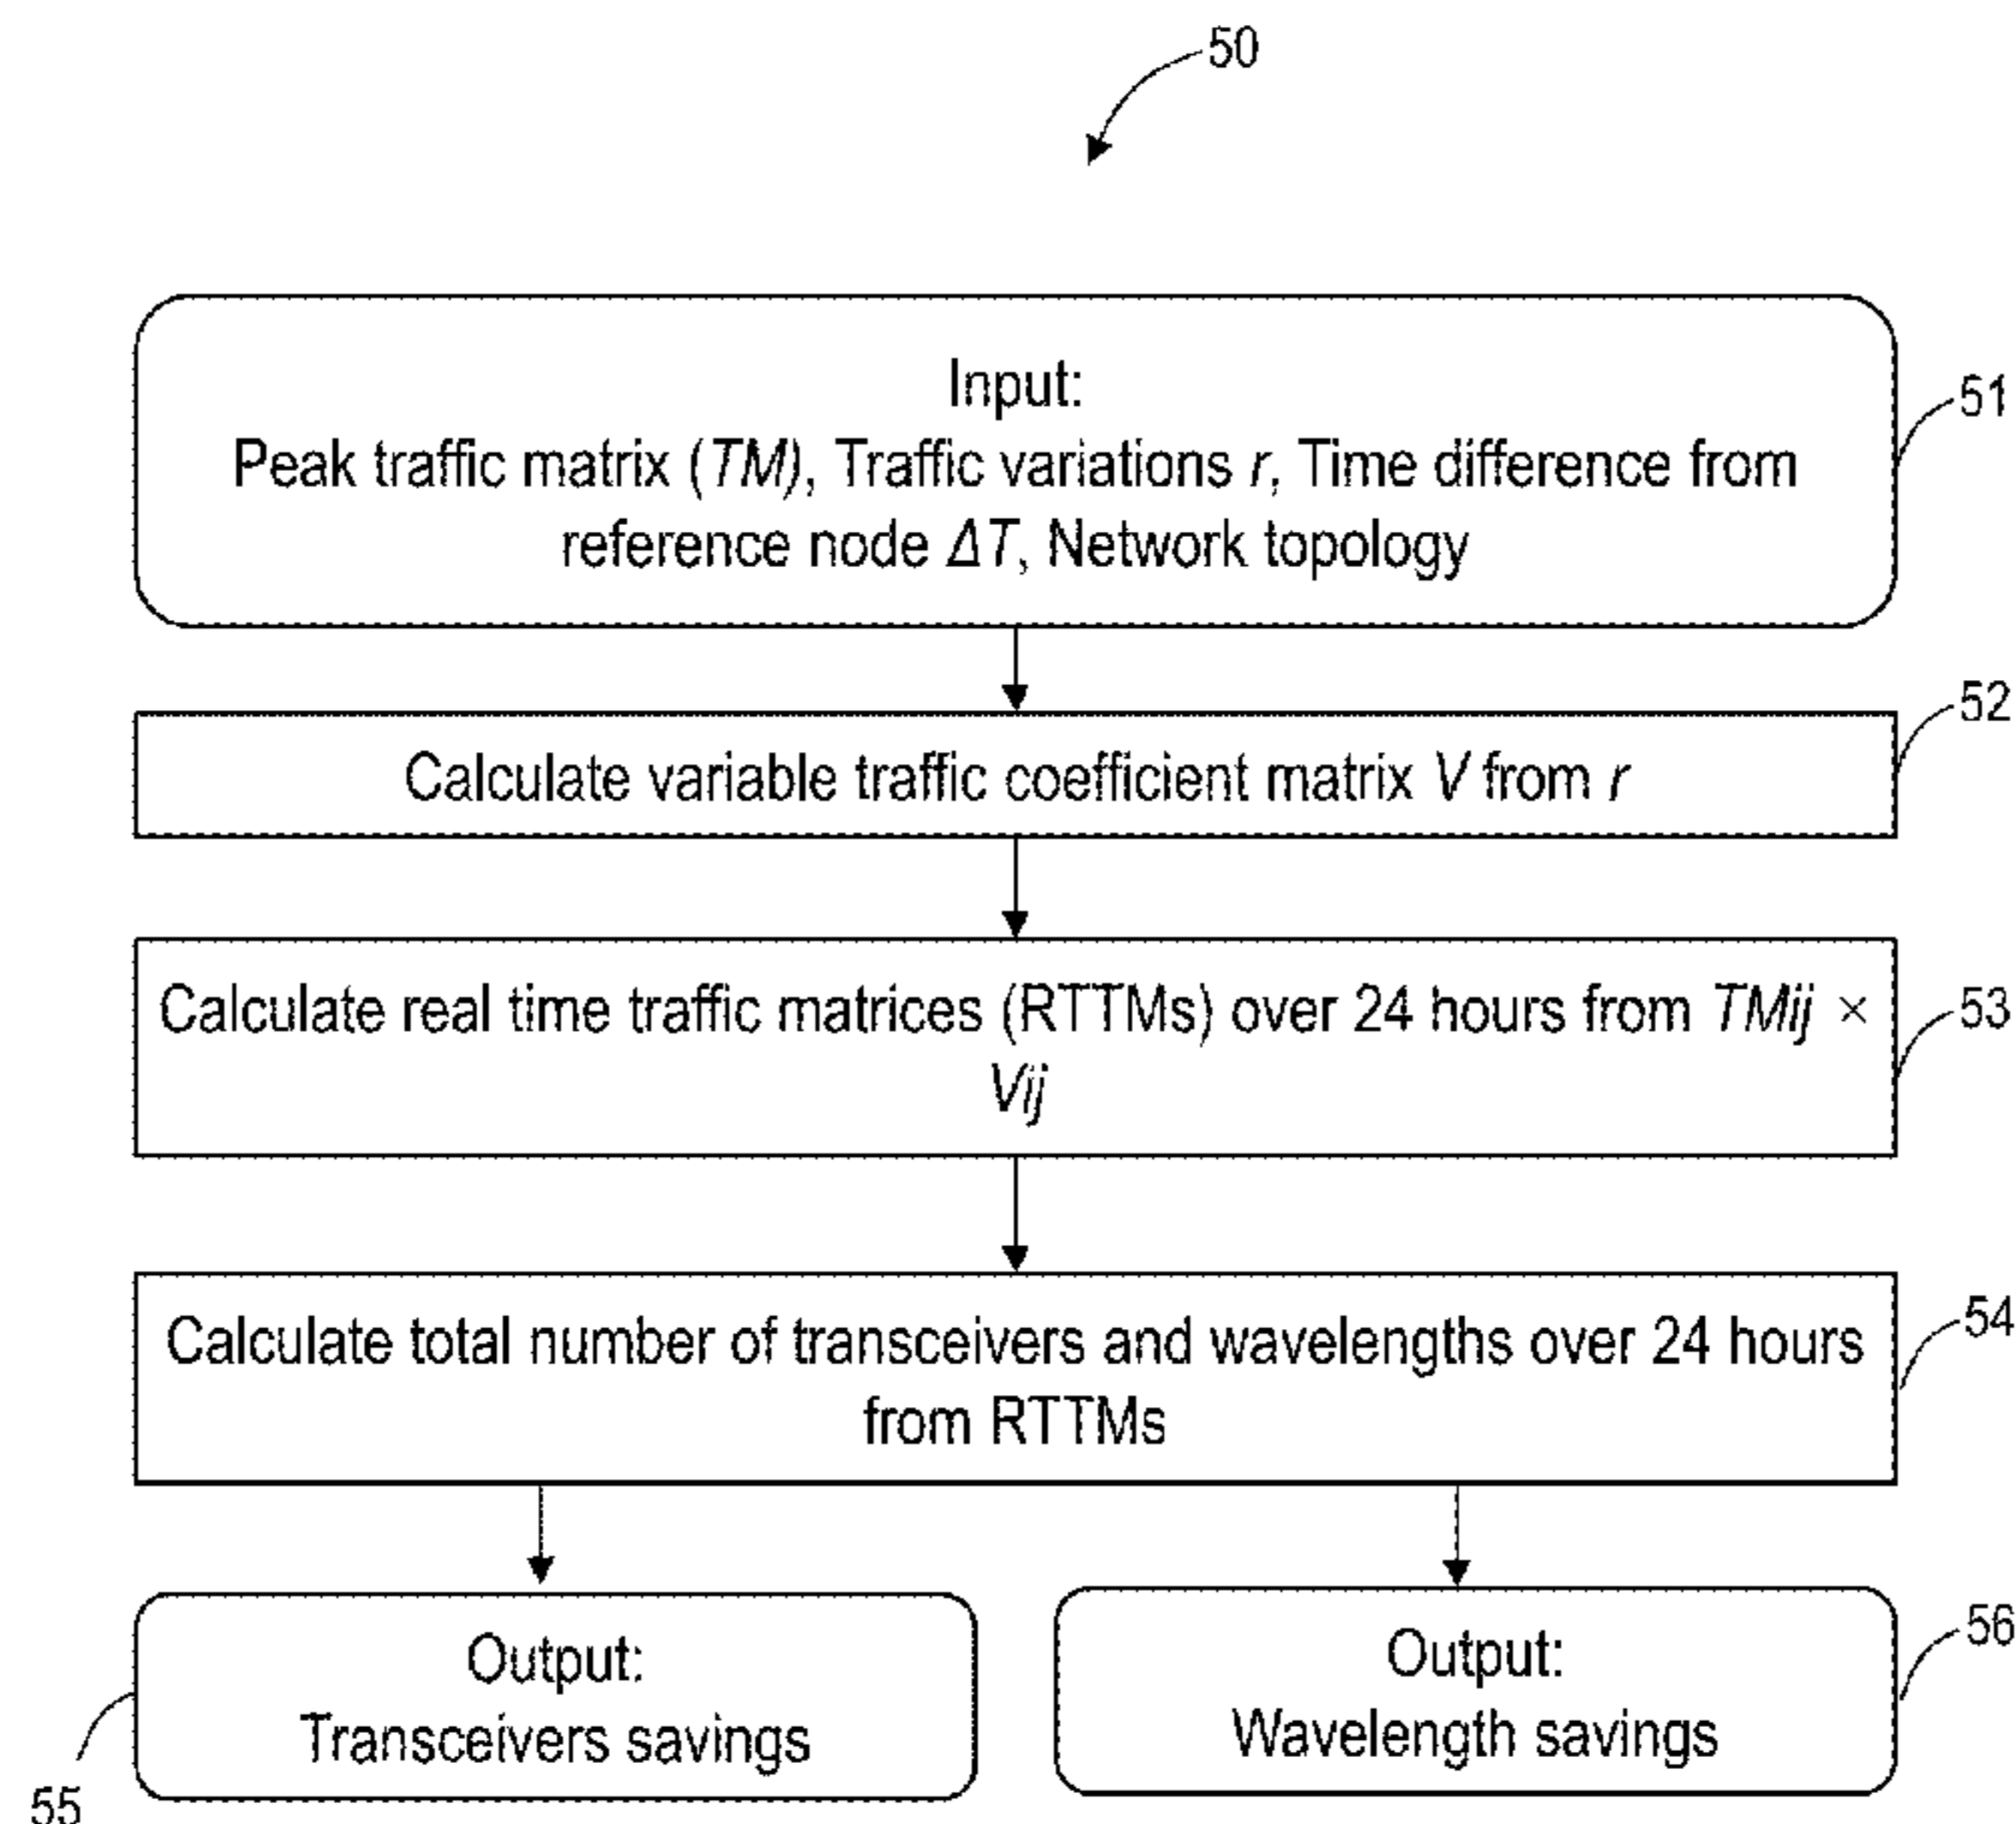 50
Input:
Peak traffic matrix (TM), Traffic variations r, Time difference from
reference node ΔT, Network topology
51
52
Calculate variable traffic coefficient matrix V from r
Calculate real time traffic matrices (RTTMs) over 24 hours from TMij ×
Vij
53
Calculate total number of transceivers and wavelengths over 24 hours
from RTTMs
54
Output:
Transceivers savings
55
Output:
Wavelength savings
56